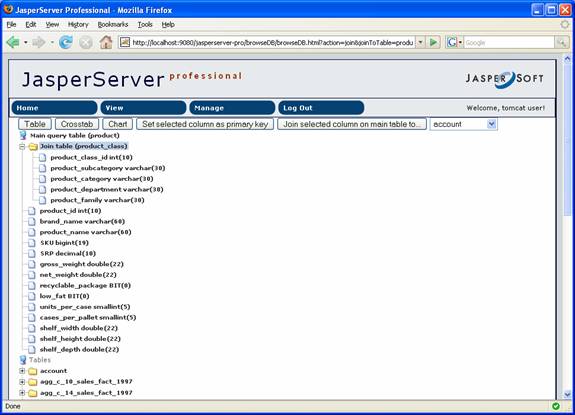 JasperServer Professional - Mozilla Firefox
File Edit View History Bookmarks Tools Help
http://localhost:9080/jasperserver-pro/browseDB/browseDB.html?action=join&joinToTable=produ
Google
JasperServer professional
JASPERSOFT
Home View Manage Log Out Welcome, tomcat user!
Table Crosstab Chart Set selected column as primary key Join selected column on main table to... account
Main query table (product)
Join table (product_class)
product_class_id int(10)
product_subcategory varchar(30)
product_category varchar(30)
product_department varchar(30)
product_family varchar(30)
product_id int(10)
brand_name varchar(60)
product_name varchar(60)
SKU bigint(19)
SRP decimal(10)
gross_weight double(22)
net_weight double(22)
recyclable_package BIT(0)
low_fat BIT(0)
units_per_case smallint(5)
cases_per_pallet smallint(5)
shelf_width double(22)
shelf_height double(22)
shelf_depth double(22)
Tables
account
agg_c_10_sales_fact_1997
agg_c_14_sales_fact_1997
Done